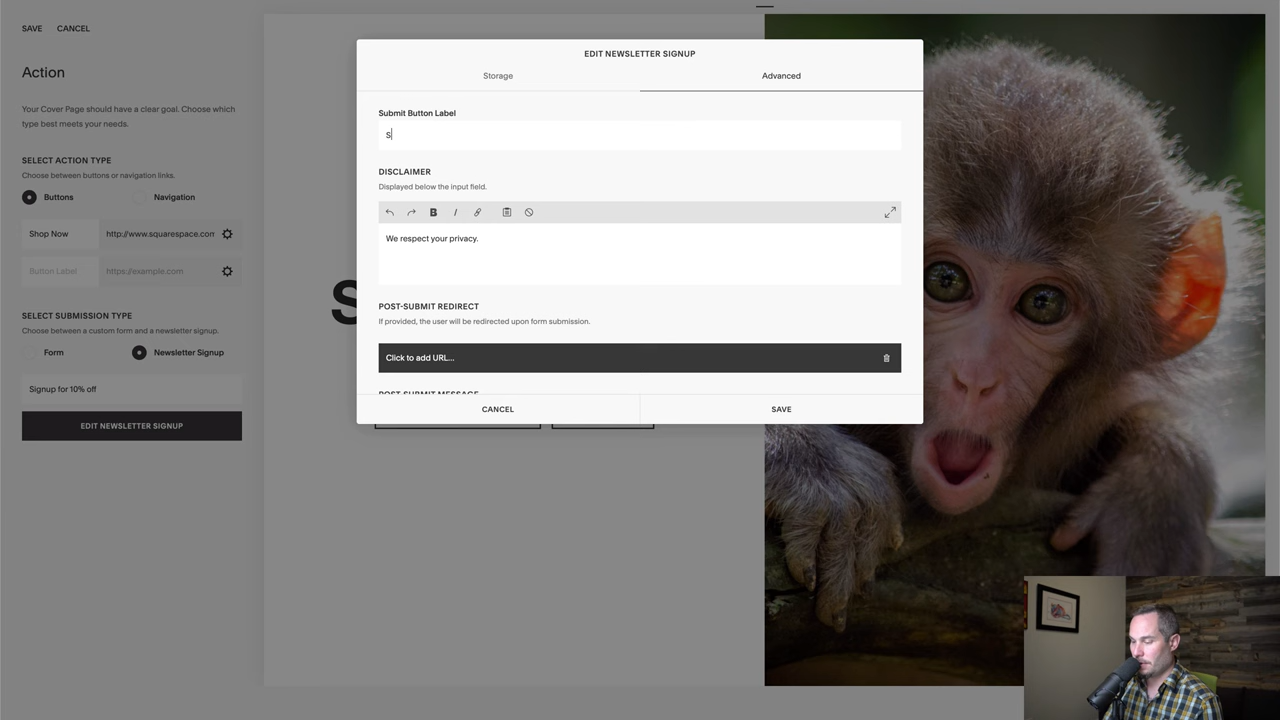 SAVE CANCEL
Action
Your Cover Page should have a clear goal. Choose which
type best meets your needs.
SELECT ACTION TYPE
Choose between buttons or navigation links.
Buttons Navigation
Shop Now http://www.squarespace.com
Button Label https://example.com
SELECT SUBMISSION TYPE
Choose between a custom form and a newsletter signup.
Form Newsletter Signup
Signup for 10% off
EDIT NEWSLETTER SIGNUP
S
EDIT NEWSLETTER SIGNUP
Storage Advanced
Submit Button Label
S
DISCLAIMER
Displayed below the input field.
B I
We respect your privacy.
POST-SUBMIT REDIRECT
If provided, the user will be redirected upon form submission.
Click to add URL...
POST-SUBMIT MESSAGE
CANCEL SAVE